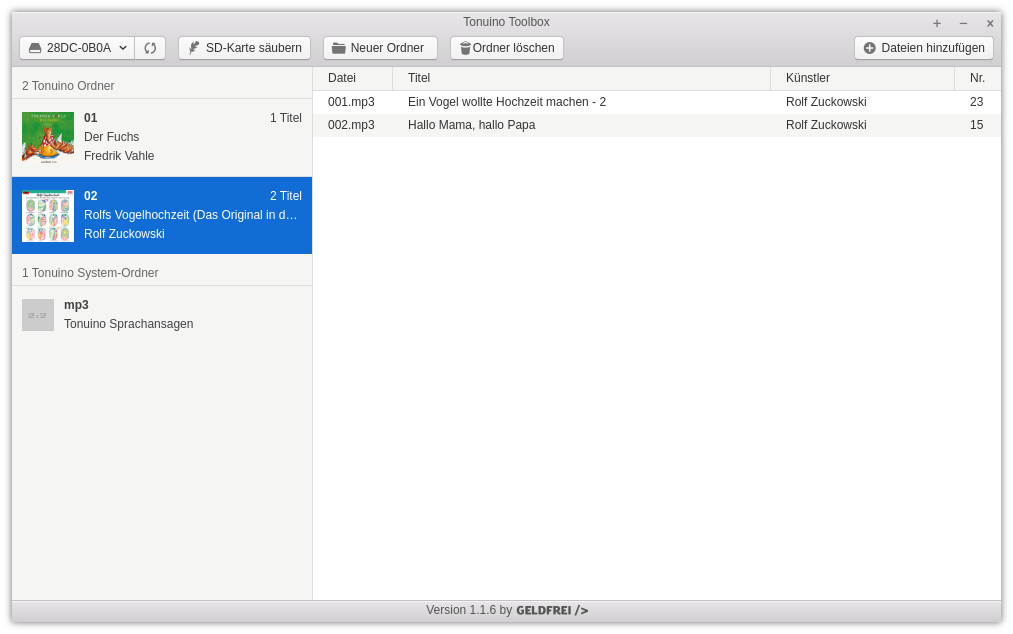 Tonuino Toolbox
28DC-0B0A SD-Karte säubern Neuer Ordner Ordner löschen Dateien hinzufügen
2 Tonuino Ordner
01 1 Titel
Der Fuchs
Fredrik Vahle
02 2 Titel
Rolfs Vogelhochzeit (Das Original in d…
Rolf Zuckowski
1 Tonuino System-Ordner
mp3
Tonuino Sprachansagen
Datei Titel Künstler Nr.
001.mp3 Ein Vogel wollte Hochzeit machen - 2 Rolf Zuckowski 23
002.mp3 Hallo Mama, hallo Papa Rolf Zuckowski 15
Version 1.1.6 by GELDFREI />